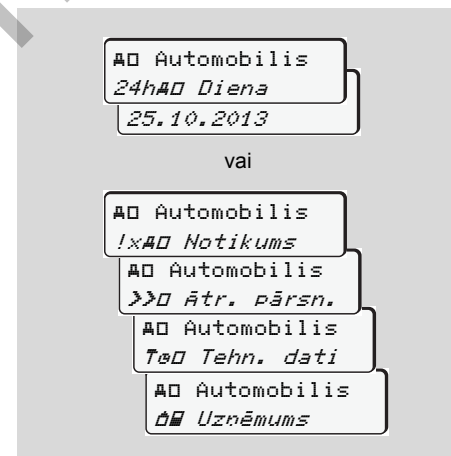 Automobilis
24h Diena
25.10.2013
vai
Automobilis
!x Notikums
Automobilis
>> Ātr. pārsn.
Automobilis
T Tehn. dati
Automobilis
Uzņēmums